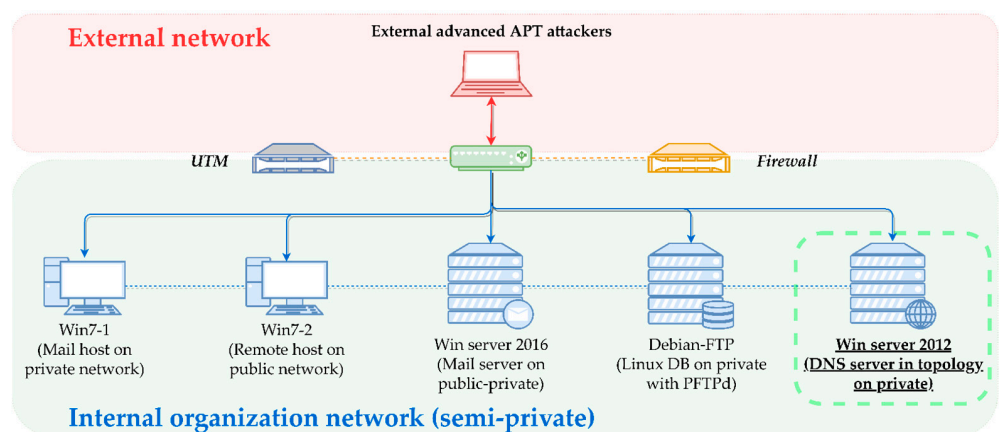 External network
External advanced APT attackers
UTM
Firewall
Win7-1
(Mail host on
private network)
Win7-2
(Remote host on
public network)
Win server 2016
(Mail server on
public-private)
Debian-FTP
(Linux DB on private
with PFTPd)
Win server 2012
(DNS server in topology
on private)
Internal organization network (semi-private)